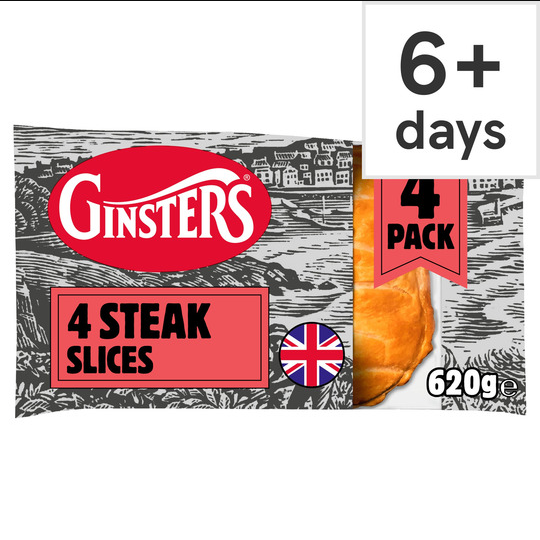 6+
days
GINSTERS®
4
PACK
4 STEAK
SLICES
620g℮